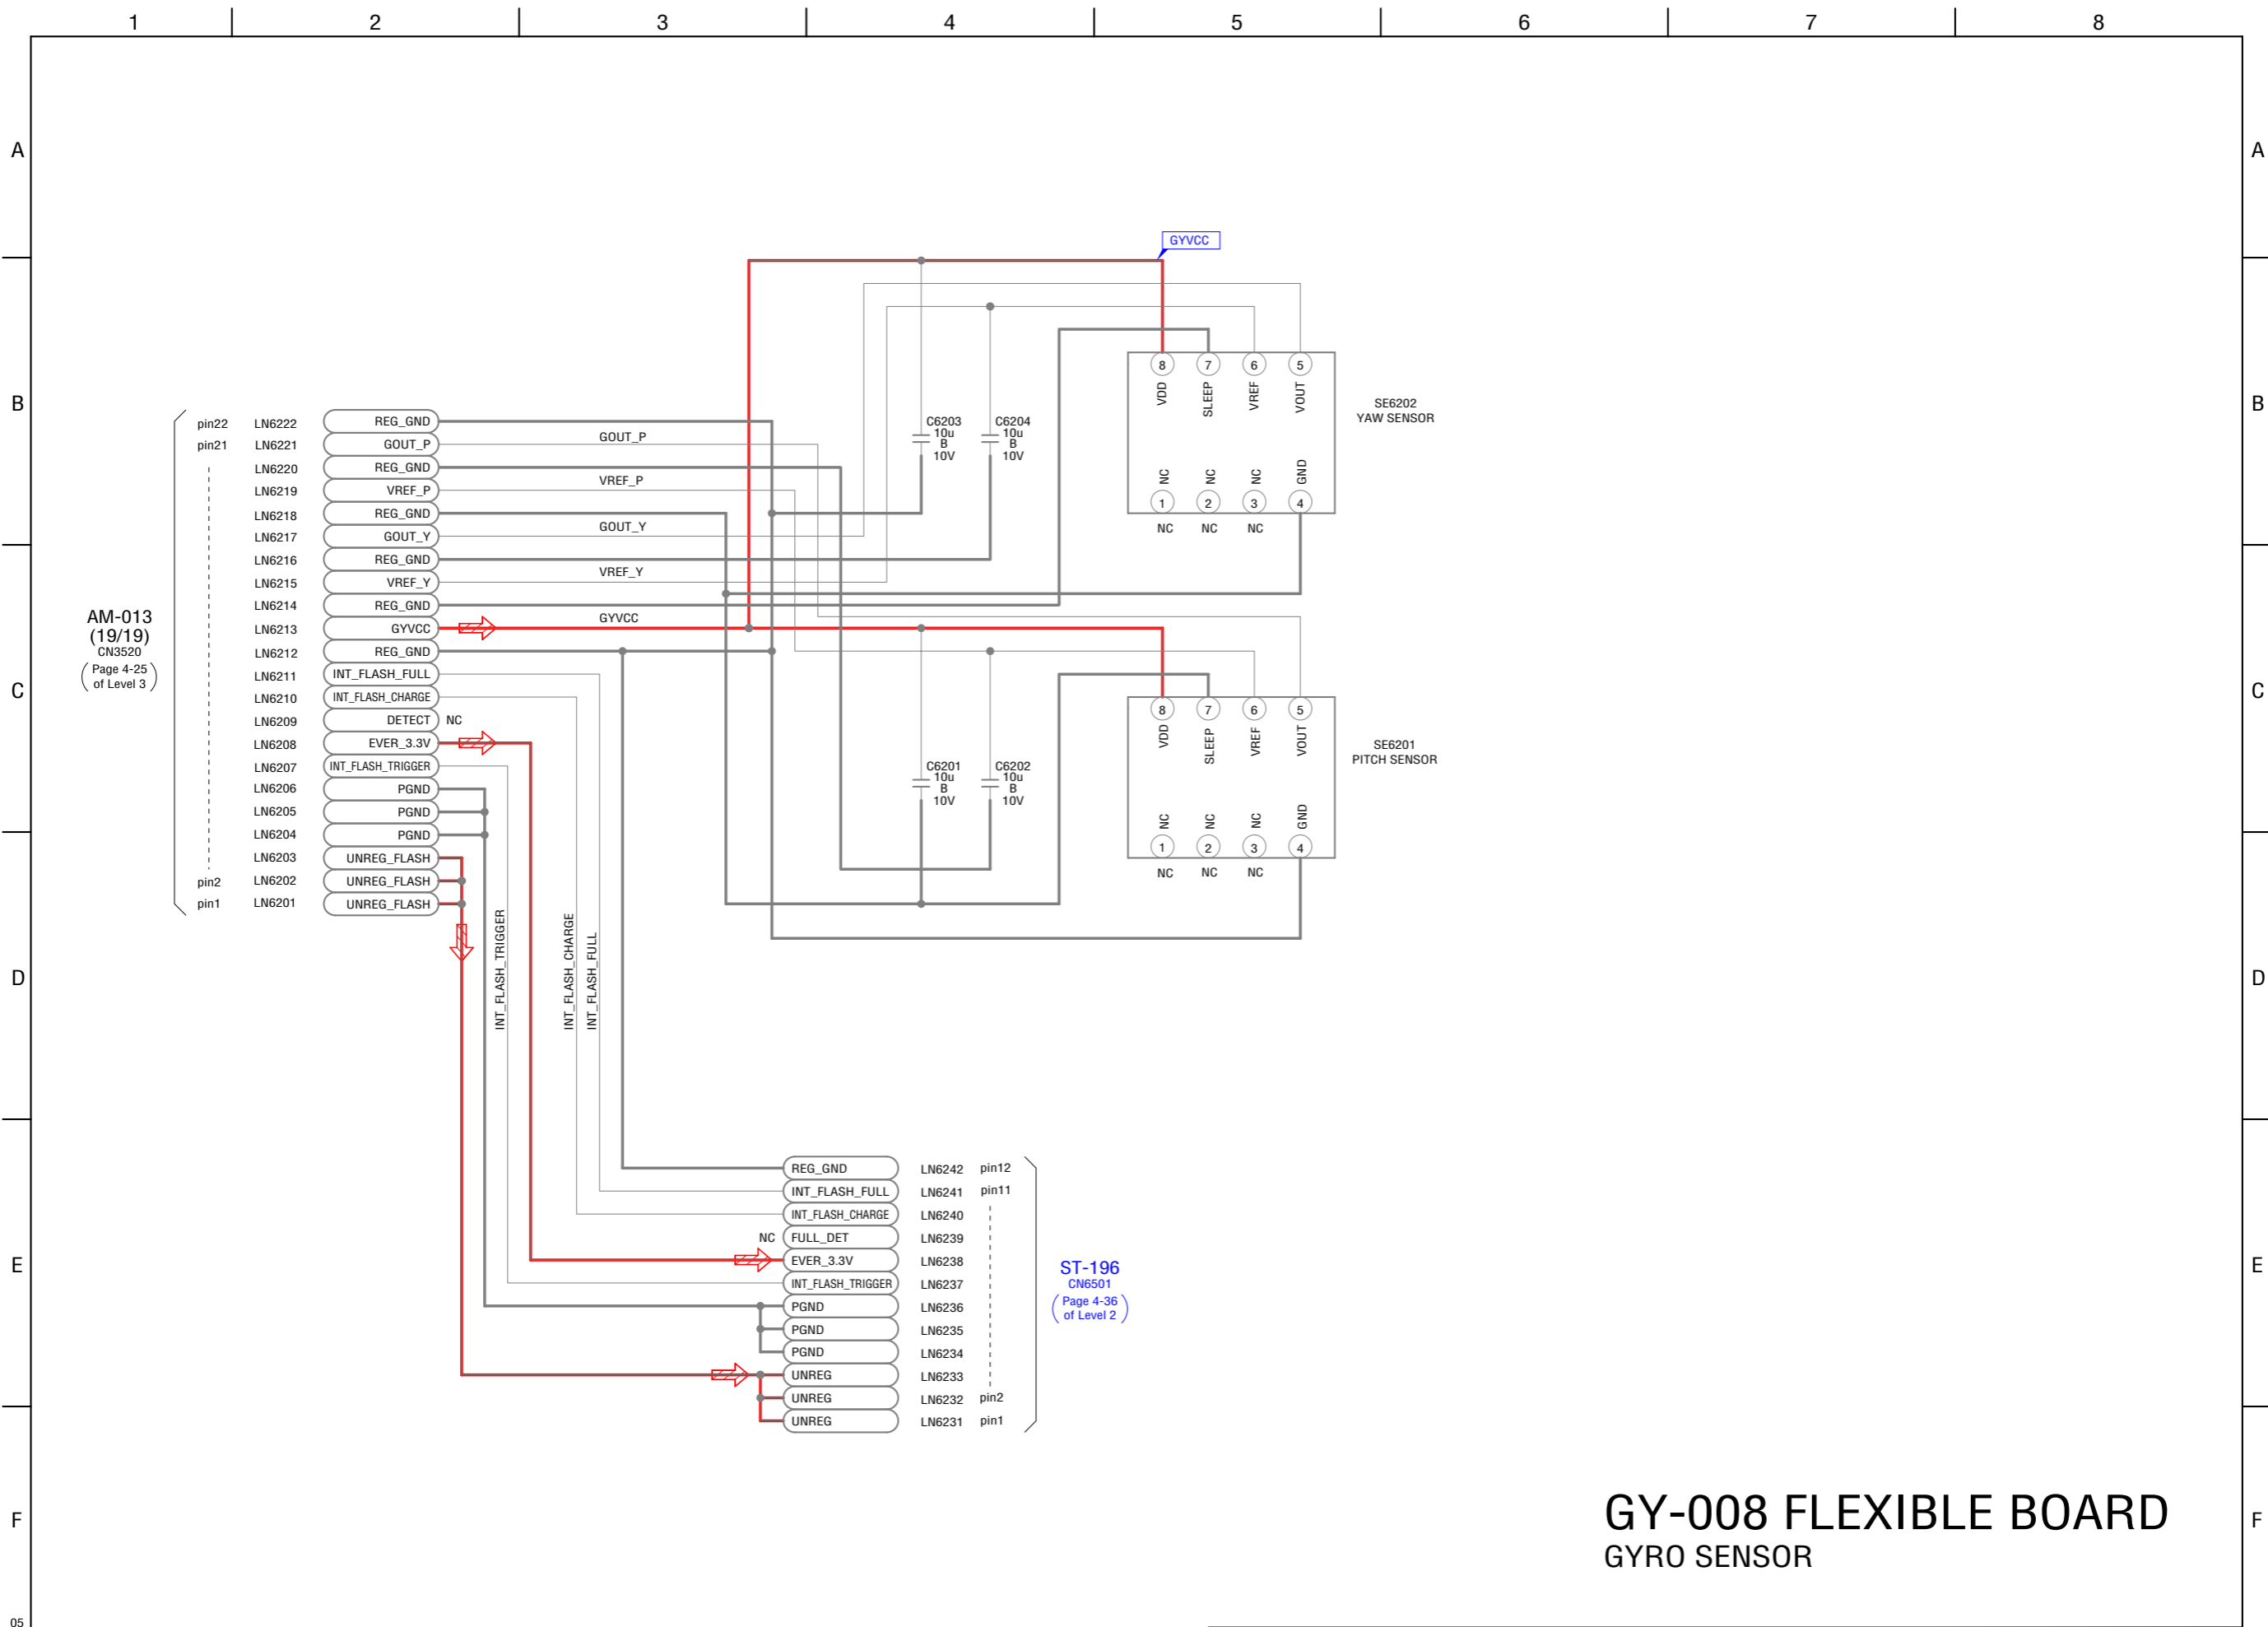 1 2 3 4 5 6 7 8
A A
GYVCC
8 7 6 5
VDD SLEEP VREF VOUT
SE6202
YAW SENSOR
B B
NC NC NC GND
1 2 3 4
NC NC NC
C6203
10u
B
10V
C6204
10u
B
10V
pin22 LN6222 REG_GND
pin21 LN6221 GOUT_P GOUT_P
LN6220 REG_GND
LN6219 VREF_P VREF_P
LN6218 REG_GND
LN6217 GOUT_Y GOUT_Y
LN6216 REG_GND
LN6215 VREF_Y VREF_Y
LN6214 REG_GND
LN6213 GYVCC GYVCC
LN6212 REG_GND
LN6211 INT_FLASH_FULL
LN6210 INT_FLASH_CHARGE
LN6209 DETECT NC
LN6208 EVER_3.3V
LN6207 INT_FLASH_TRIGGER
LN6206 PGND
LN6205 PGND
LN6204 PGND
LN6203 UNREG_FLASH
pin2 LN6202 UNREG_FLASH
pin1 LN6201 UNREG_FLASH
AM-013
(19/19)
CN3520
( Page 4-25
of Level 3 )
C C
8 7 6 5
VDD SLEEP VREF VOUT
SE6201
PITCH SENSOR
NC NC NC GND
1 2 3 4
NC NC NC
C6201
10u
B
10V
C6202
10u
B
10V
INT_FLASH_TRIGGER
INT_FLASH_CHARGE
INT_FLASH_FULL
D D
REG_GND LN6242 pin12
INT_FLASH_FULL LN6241 pin11
INT_FLASH_CHARGE LN6240
NC FULL_DET LN6239
EVER_3.3V LN6238
INT_FLASH_TRIGGER LN6237
PGND LN6236
PGND LN6235
PGND LN6234
UNREG LN6233
UNREG LN6232 pin2
UNREG LN6231 pin1
ST-196
CN6501
( Page 4-36
of Level 2 )
E E
GY-008 FLEXIBLE BOARD
GYRO SENSOR
F F
05